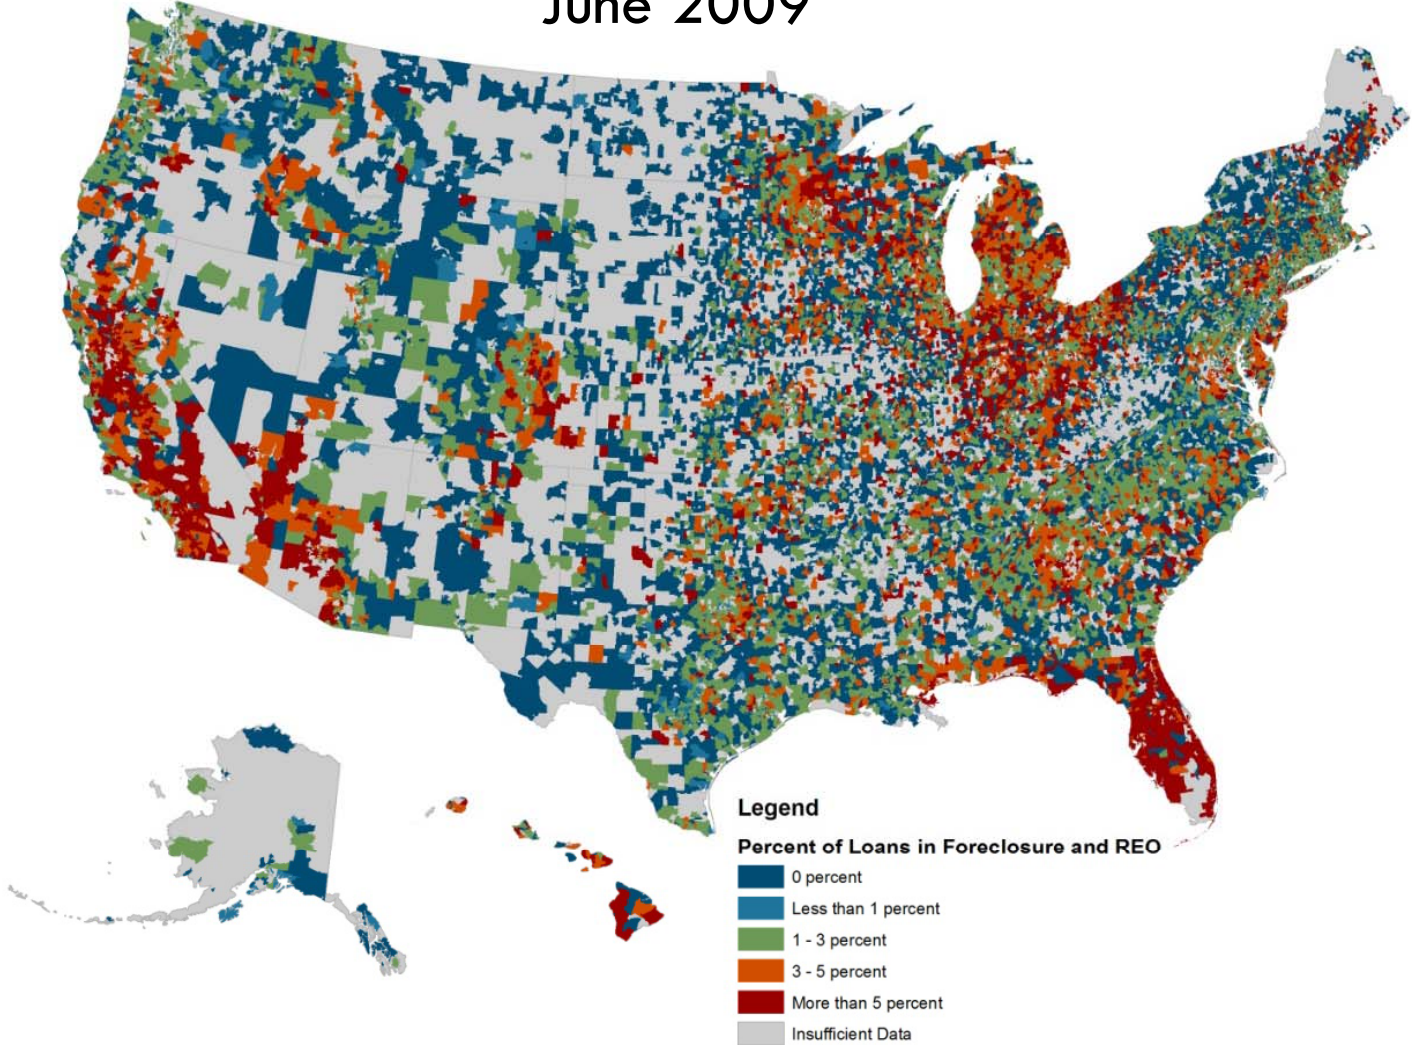 June 2009
Legend
Percent of Loans in Foreclosure and REO
0 percent
Less than 1 percent
1 - 3 percent
3 - 5 percent
More than 5 percent
Insufficient Data